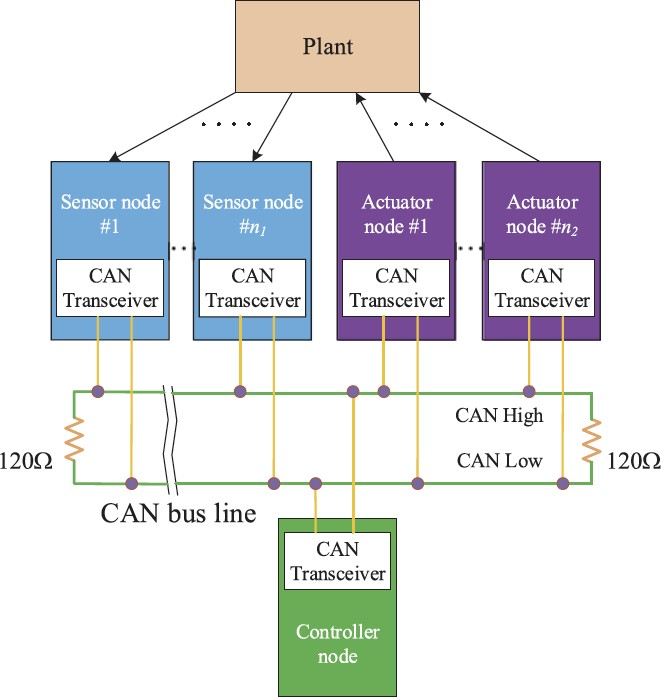 Plant
Sensor node
#1
Sensor node
#n1
Actuator
node #1
Actuator
node #n2
CAN
Transceiver
CAN
Transceiver
CAN
Transceiver
CAN
Transceiver
CAN High
120Ω
CAN Low
120Ω
CAN bus line
CAN
Transceiver
Controller
node